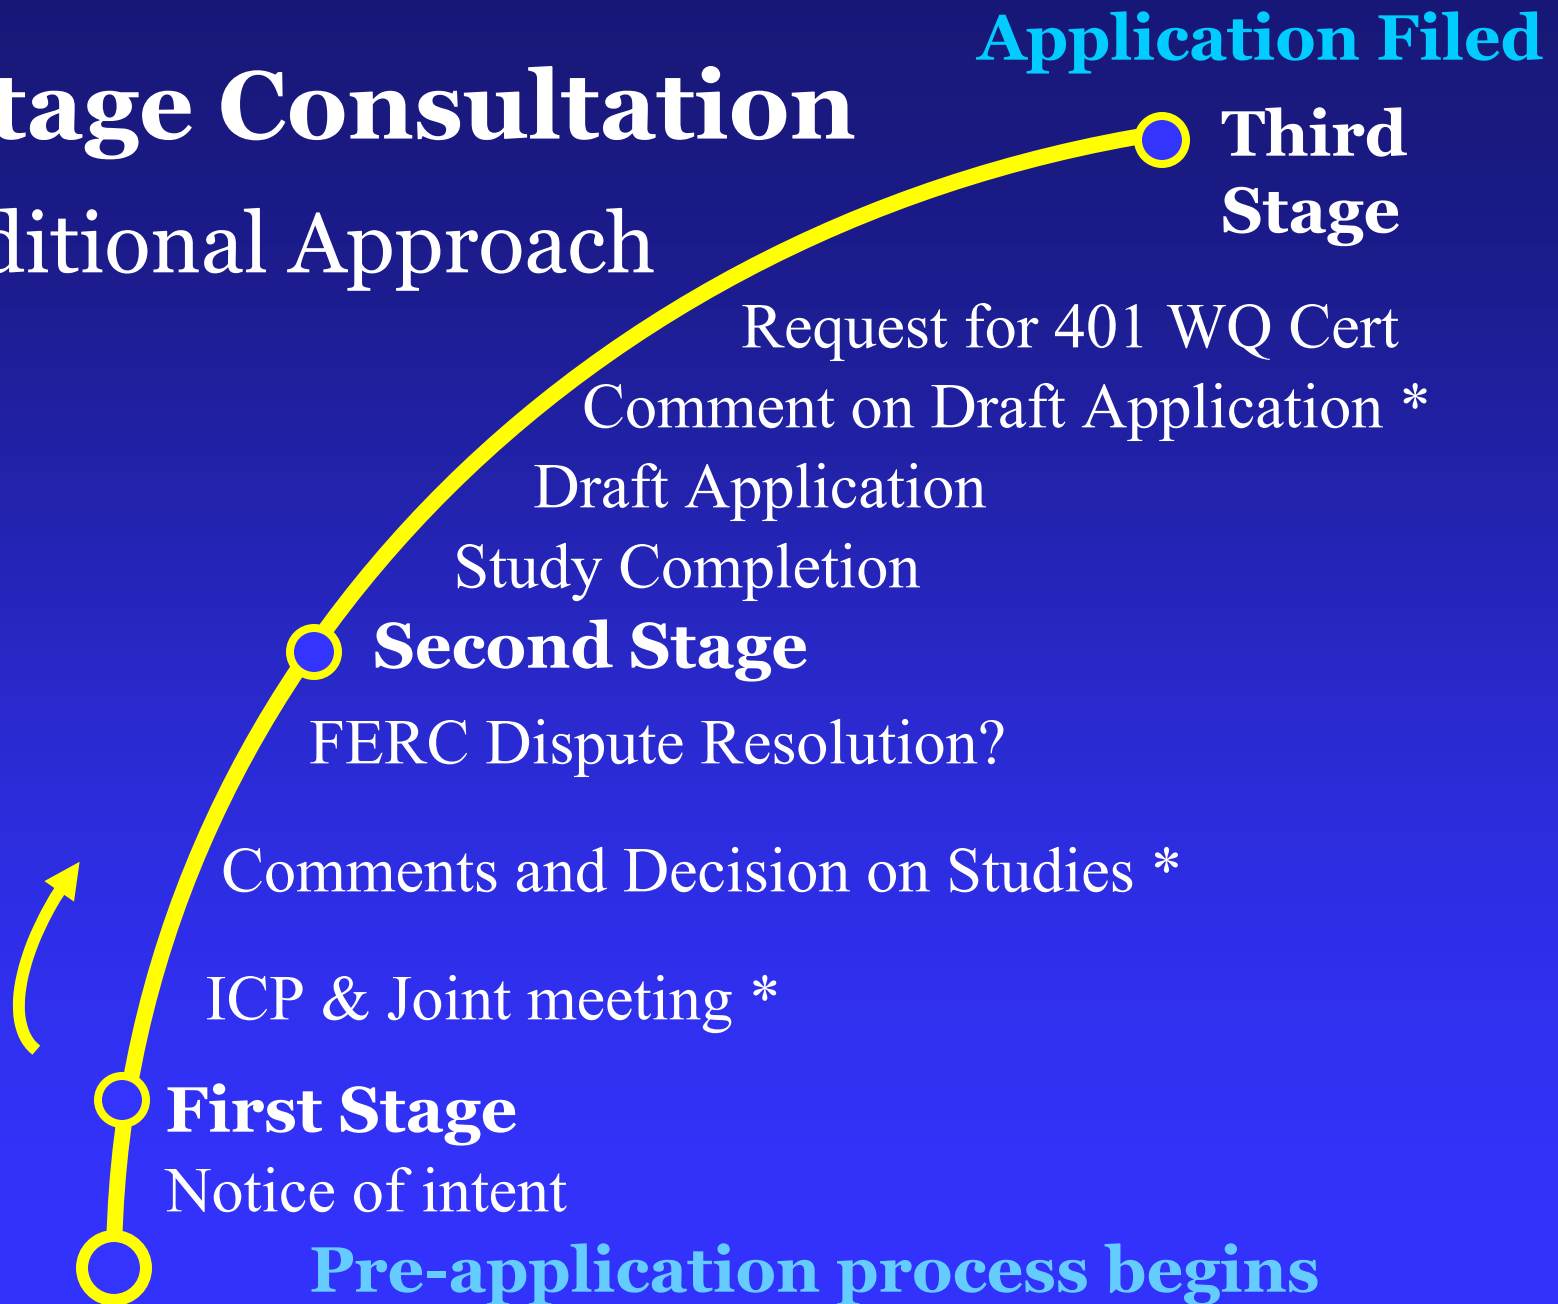 Application Filed
tage Consultation
ditional Approach
Third
Stage
Request for 401 WQ Cert
Comment on Draft Application *
Draft Application
Study Completion
Second Stage
FERC Dispute Resolution?
Comments and Decision on Studies *
ICP & Joint meeting *
First Stage
Notice of intent
Pre-application process begins